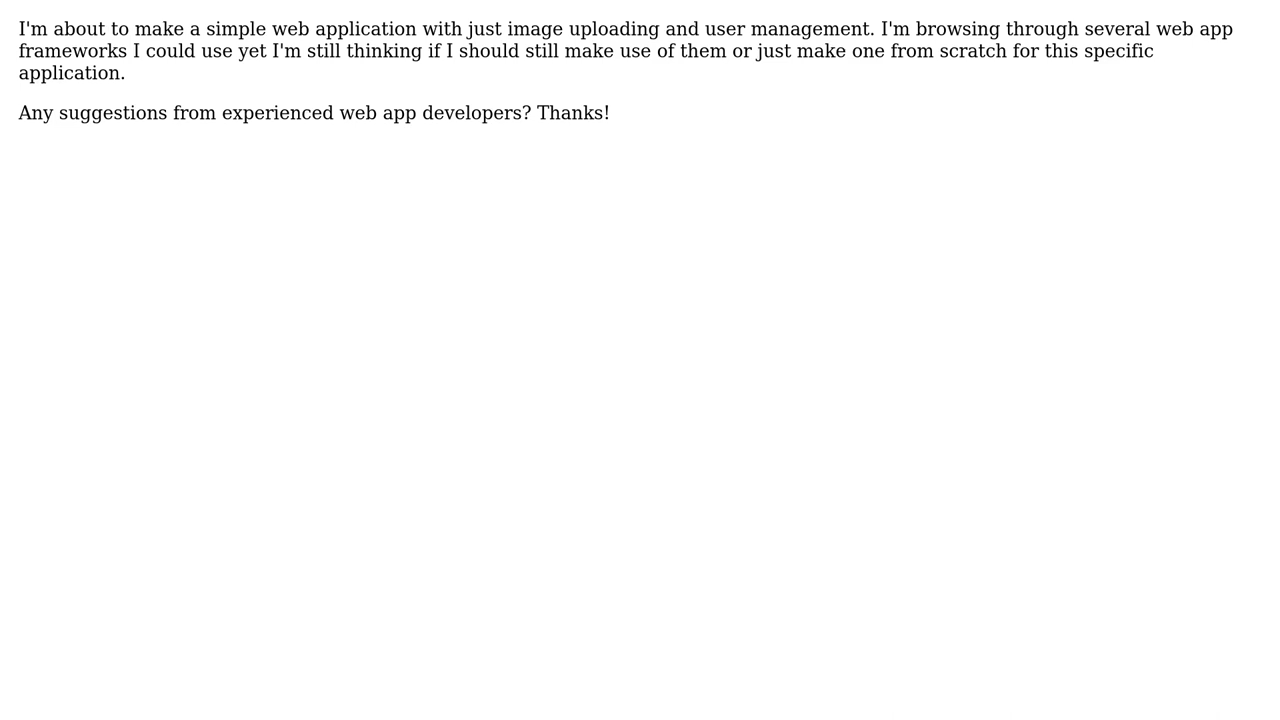 I'm about to make a simple web application with just image uploading and user management. I'm browsing through several web app
frameworks I could use yet I'm still thinking if I should still make use of them or just make one from scratch for this specific
application.
Any suggestions from experienced web app developers? Thanks!